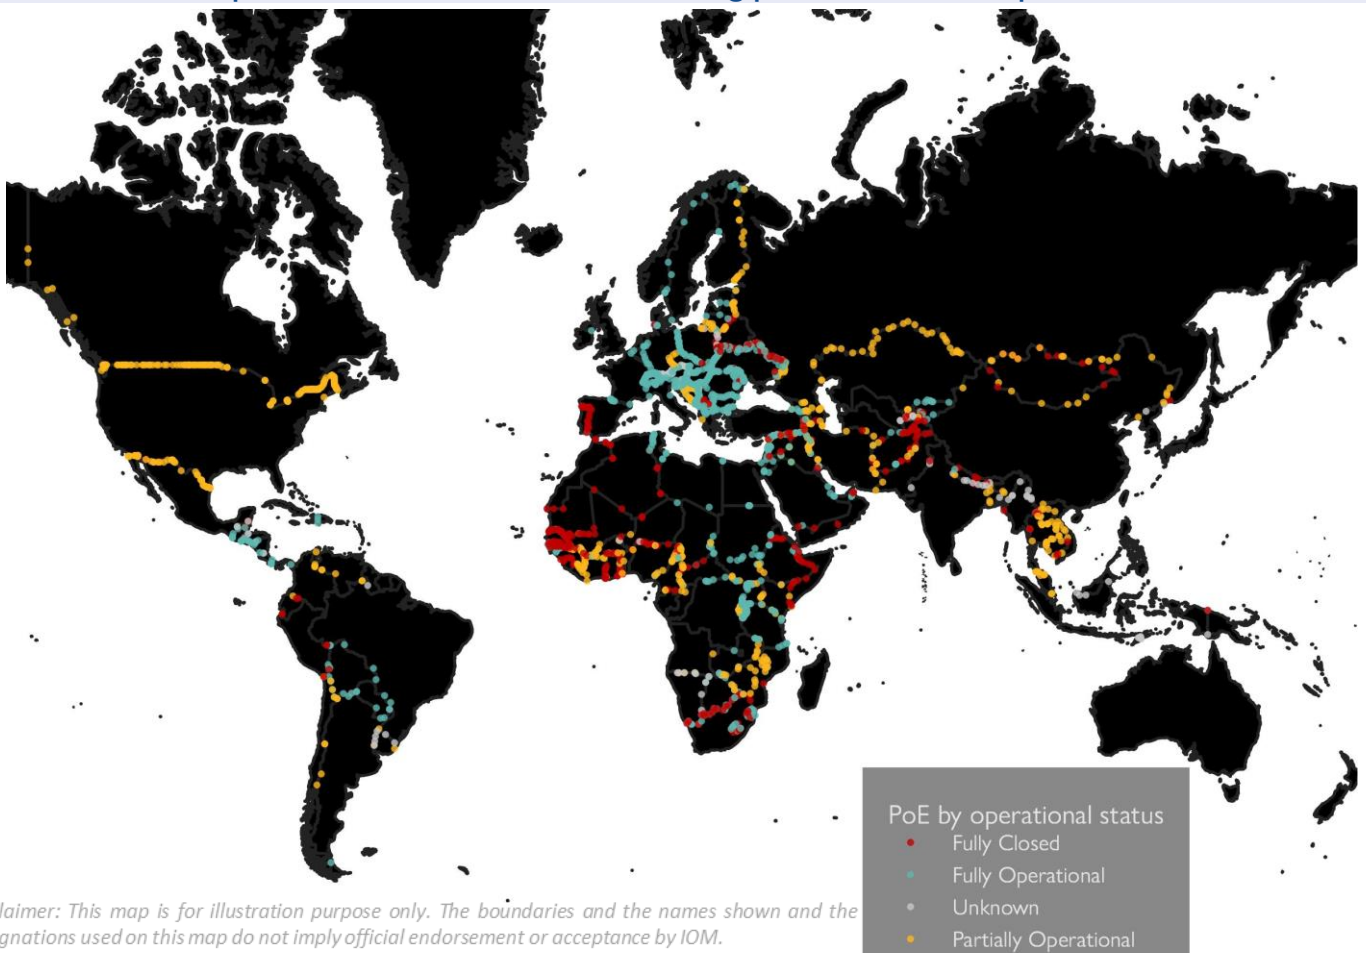 PoE by operational status
Fully Closed
Fully Operational
Unknown
Partially Operational
laimer: This map is for illustration purpose only. The boundaries and the names shown and the
gnations used on this map do not imply official endorsement or acceptance by IOM.